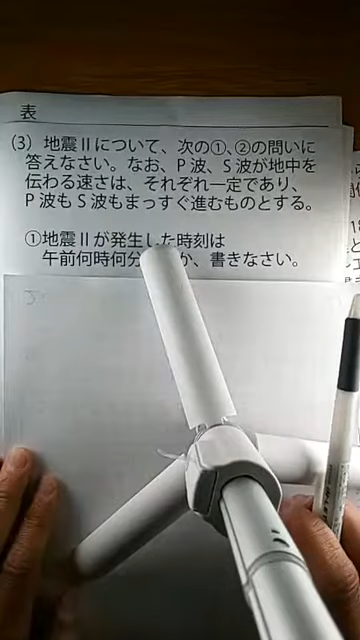 表
(3) 地震Ⅱについて、次の①、②の問いに
答えなさい。なお、P波、S波が地中を
伝わる速さは、それぞれ一定であり、
P波もS波もまっすぐ進むものとする。
①地震Ⅱが発生した時刻は
午前何時何分 か、書きなさい。